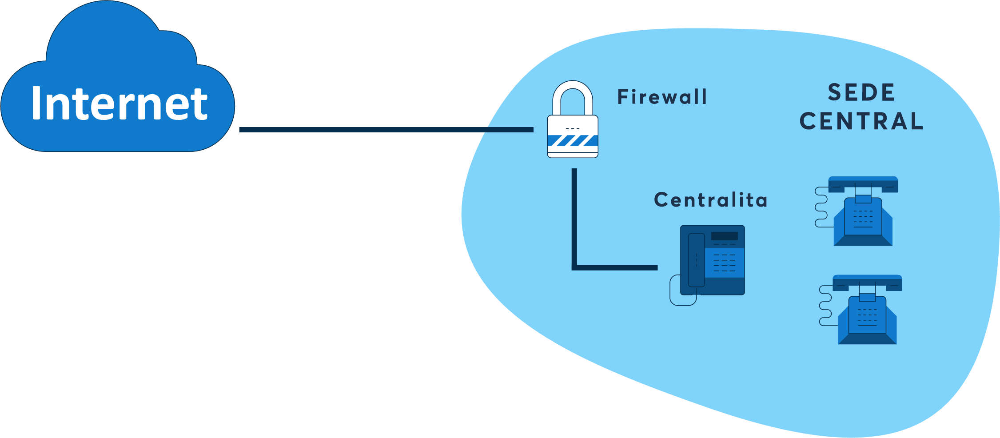 Internet
Firewall
SEDE
CENTRAL
Centralita